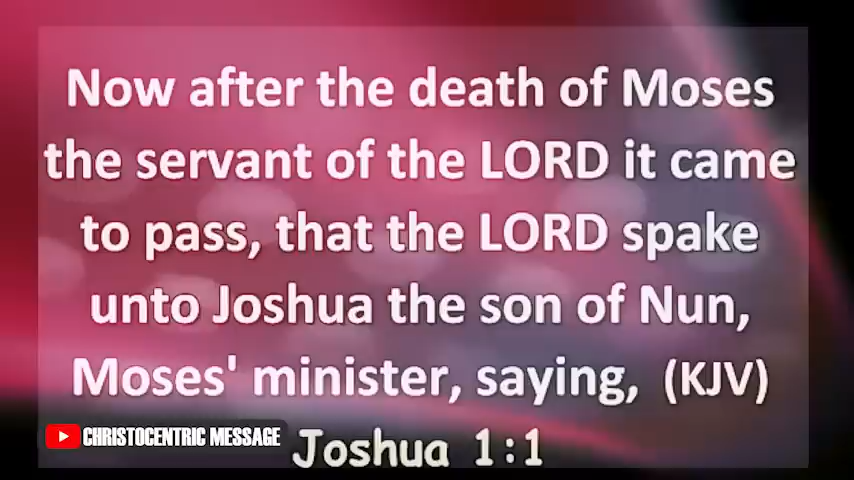 Now after the death of Moses
the servant of the LORD it came
to pass, that the LORD spake
unto Joshua the son of Nun,
Moses' minister, saying, (KJV)
CHRISTOCENTRIC MESSAGE
Joshua 1:1